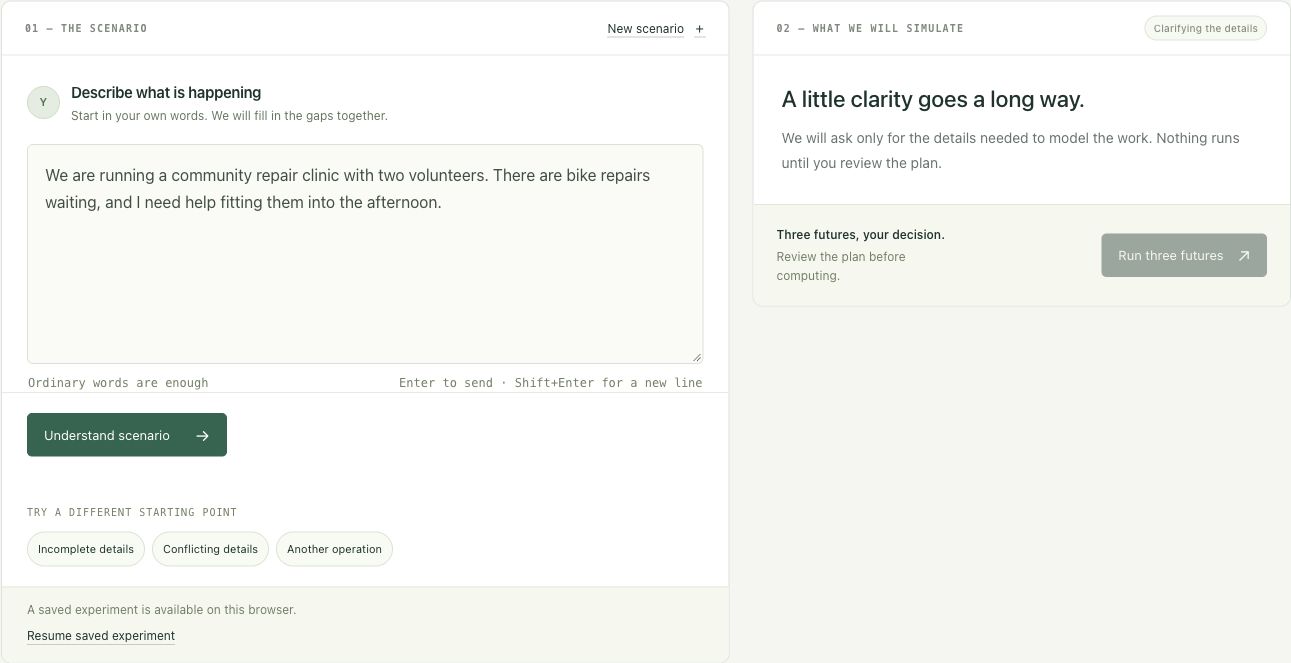 01 — THE SCENARIO
New scenario +
Y
Describe what is happening
Start in your own words. We will fill in the gaps together.
We are running a community repair clinic with two volunteers. There are bike repairs
waiting, and I need help fitting them into the afternoon.
Ordinary words are enough
Enter to send · Shift+Enter for a new line
Understand scenario →
TRY A DIFFERENT STARTING POINT
Incomplete details
Conflicting details
Another operation
A saved experiment is available on this browser.
Resume saved experiment
02 — WHAT WE WILL SIMULATE
Clarifying the details
A little clarity goes a long way.
We will ask only for the details needed to model the work. Nothing runs
until you review the plan.
Three futures, your decision.
Review the plan before
computing.
Run three futures ↗